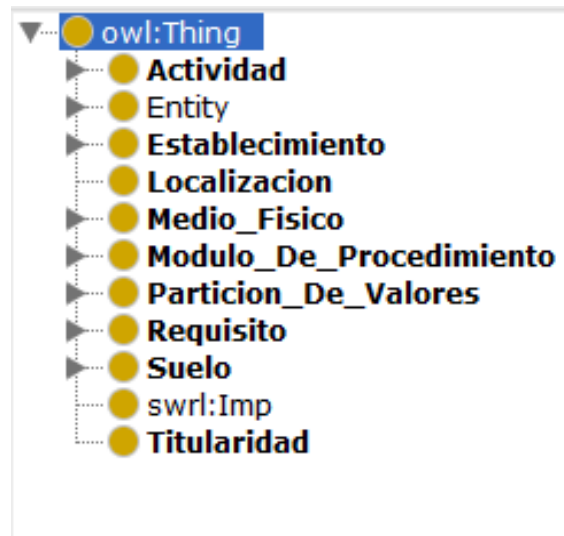 owl:Thing
Actividad
Entity
Establecimiento
Localizacion
Medio_Fisico
Modulo_De_Procedimiento
Particion_De_Valores
Requisito
Suelo
swrl:Imp
Titularidad